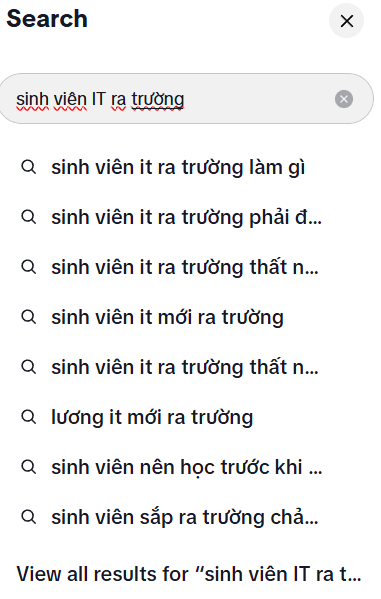 Search
sinh viên IT ra trường
sinh viên it ra trường làm gì
sinh viên it ra trường phải đ...
sinh viên it ra trường thất n...
sinh viên it mới ra trường
sinh viên it ra trường thất n...
lương it mới ra trường
sinh viên nên học trước khi ...
sinh viên sắp ra trường chả...
View all results for “sinh viên IT ra t...